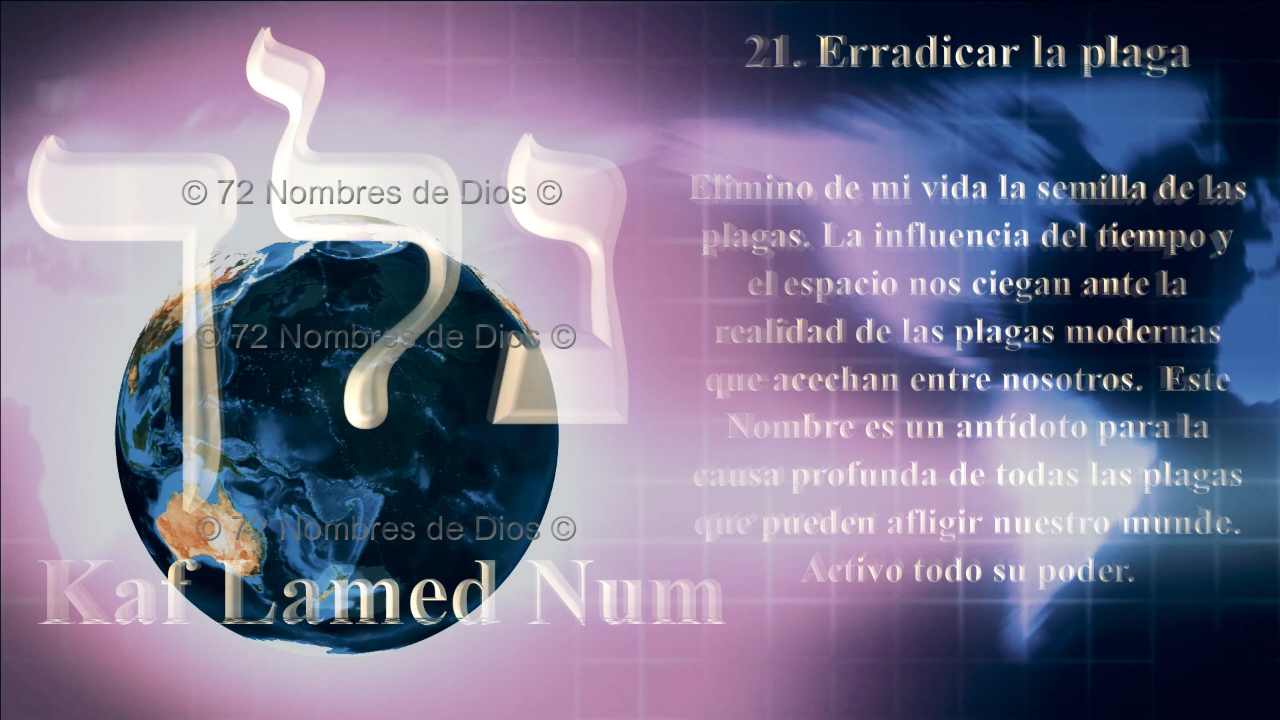 21. Erradicar la plaga
נלך
© 72 Nombres de Dios ©
© 72 Nombres de Dios ©
© 72 Nombres de Dios ©
Kaf Lamed Num
Elimino de mi vida la semilla de las
plagas. La influencia del tiempo y
el espacio nos ciegan ante la
realidad de las plagas modernas
que acechan entre nosotros. Este
Nombre es un antídoto para la
causa profunda de todas las plagas
que pueden afligir nuestro mundo.
Activo todo su poder.